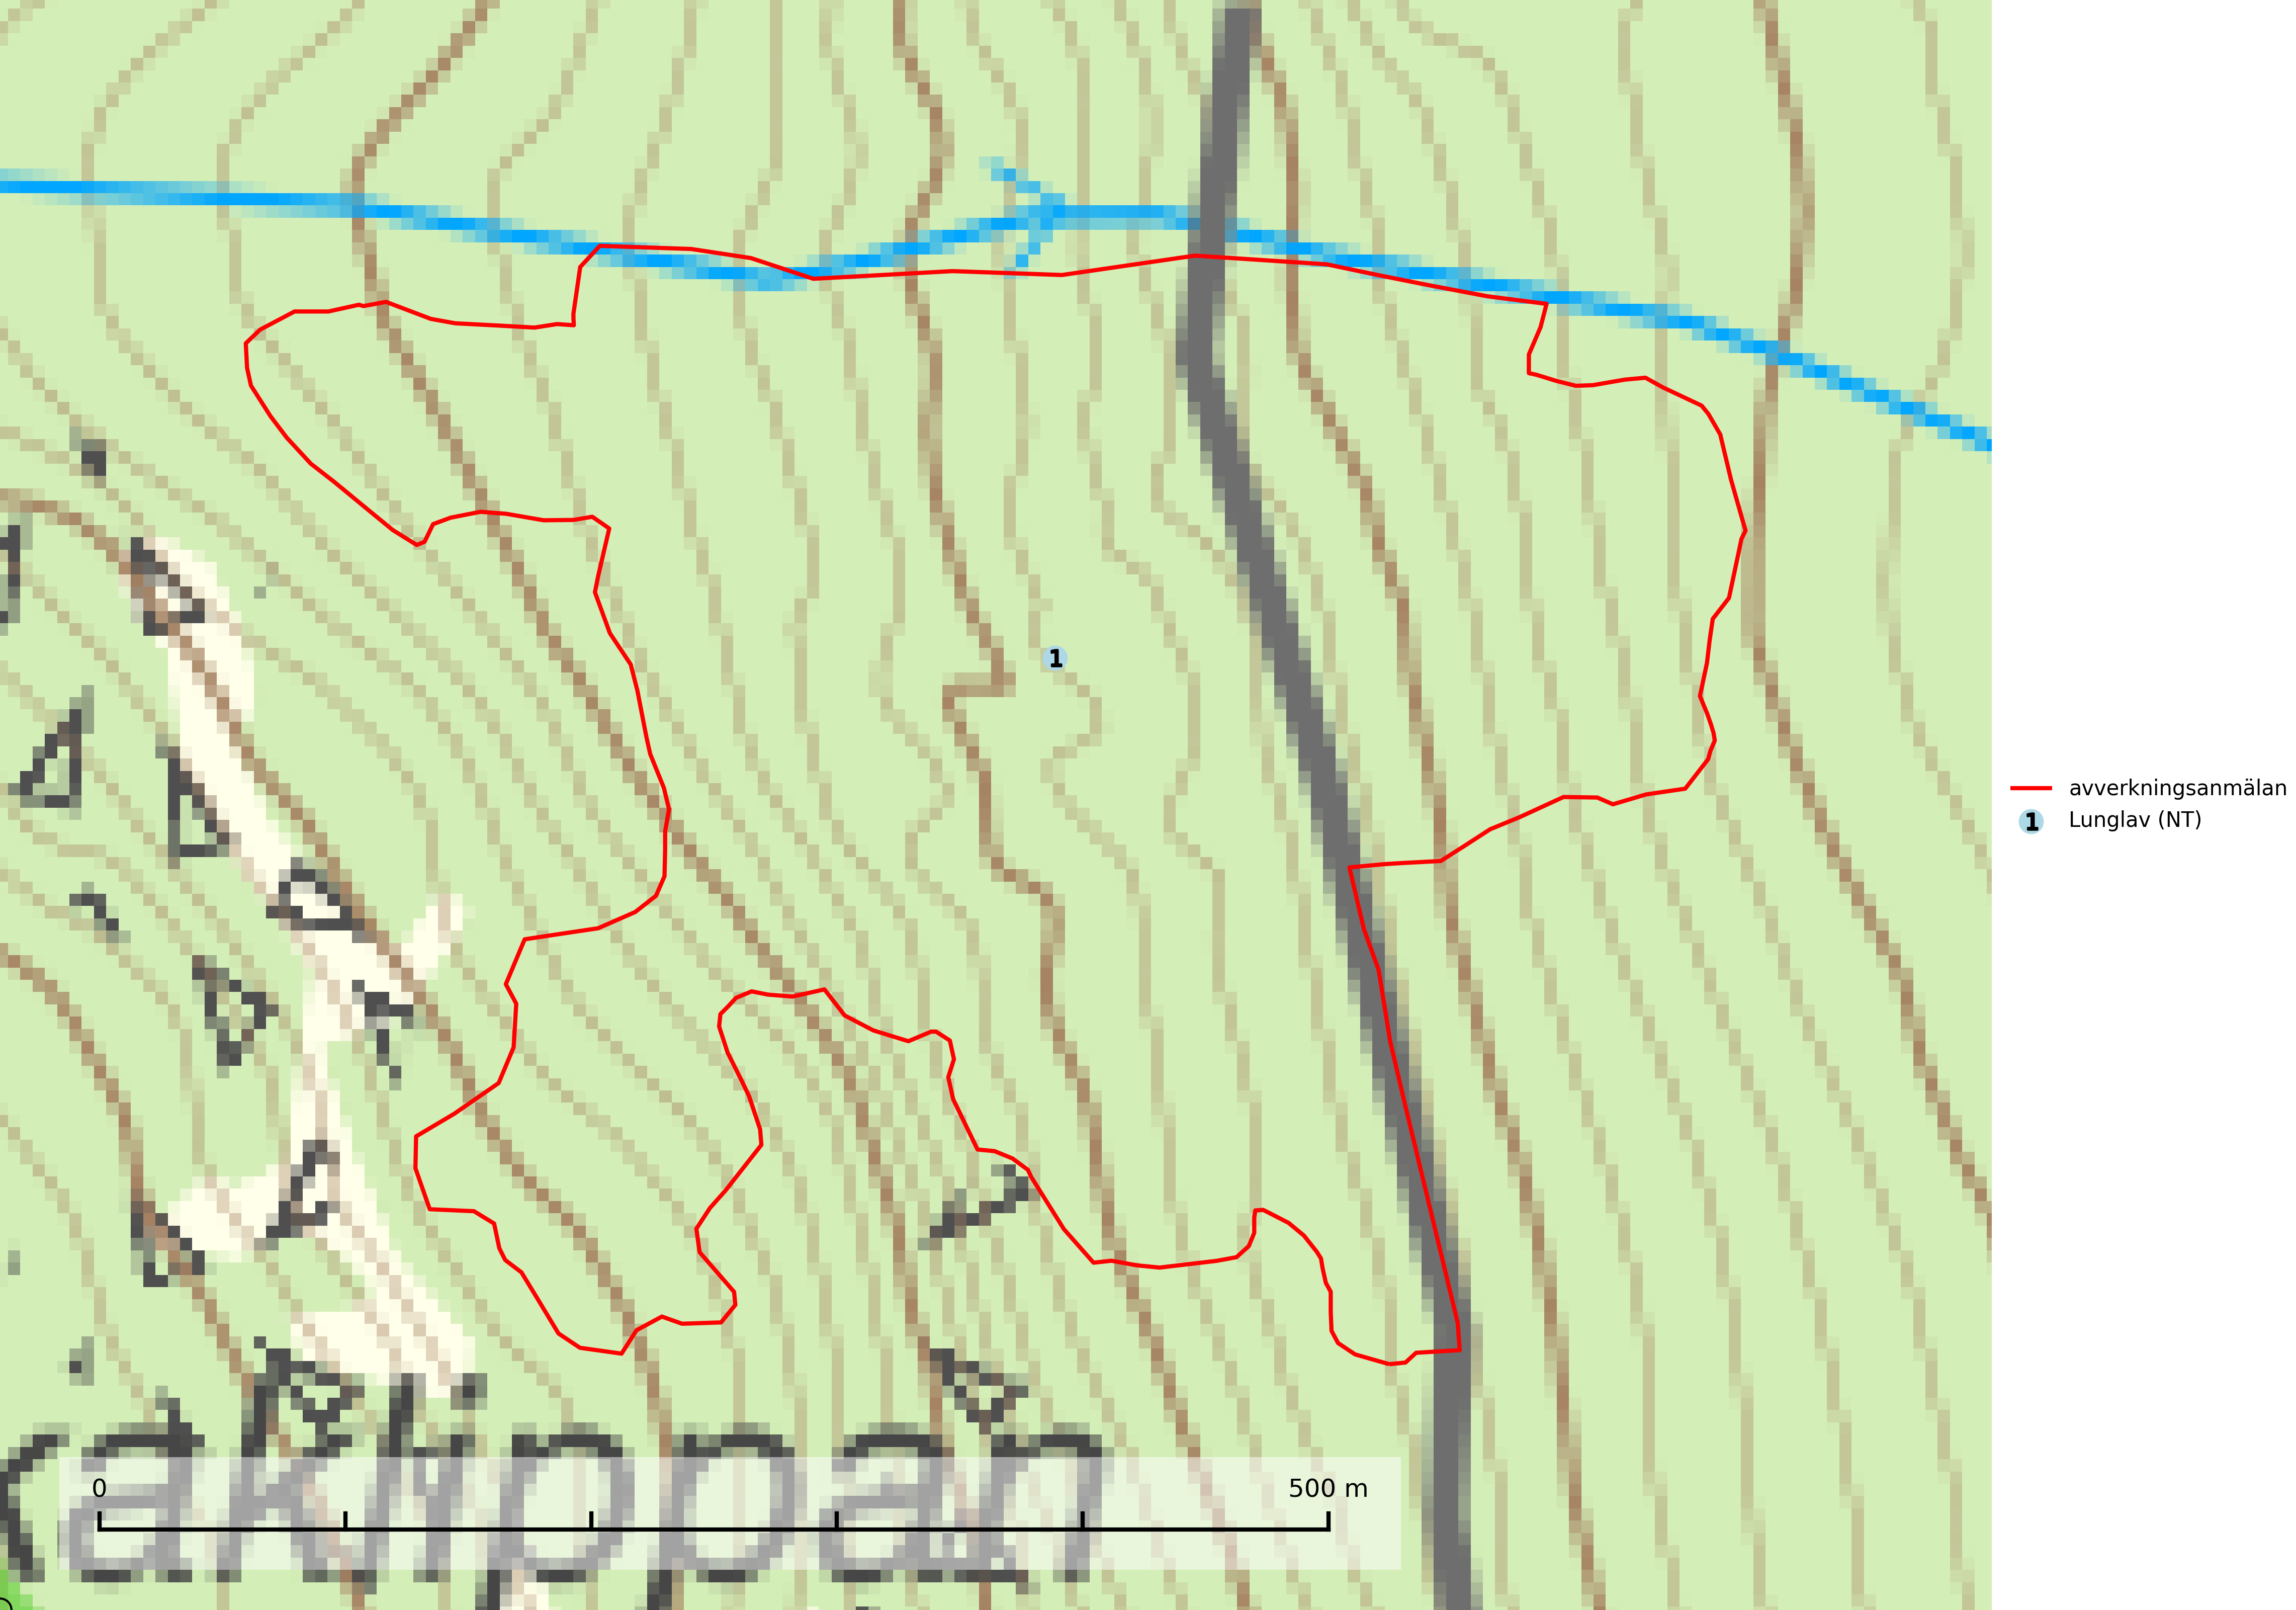 1
avverkningsanmälan
1 Lunglav (NT)
0 500 m